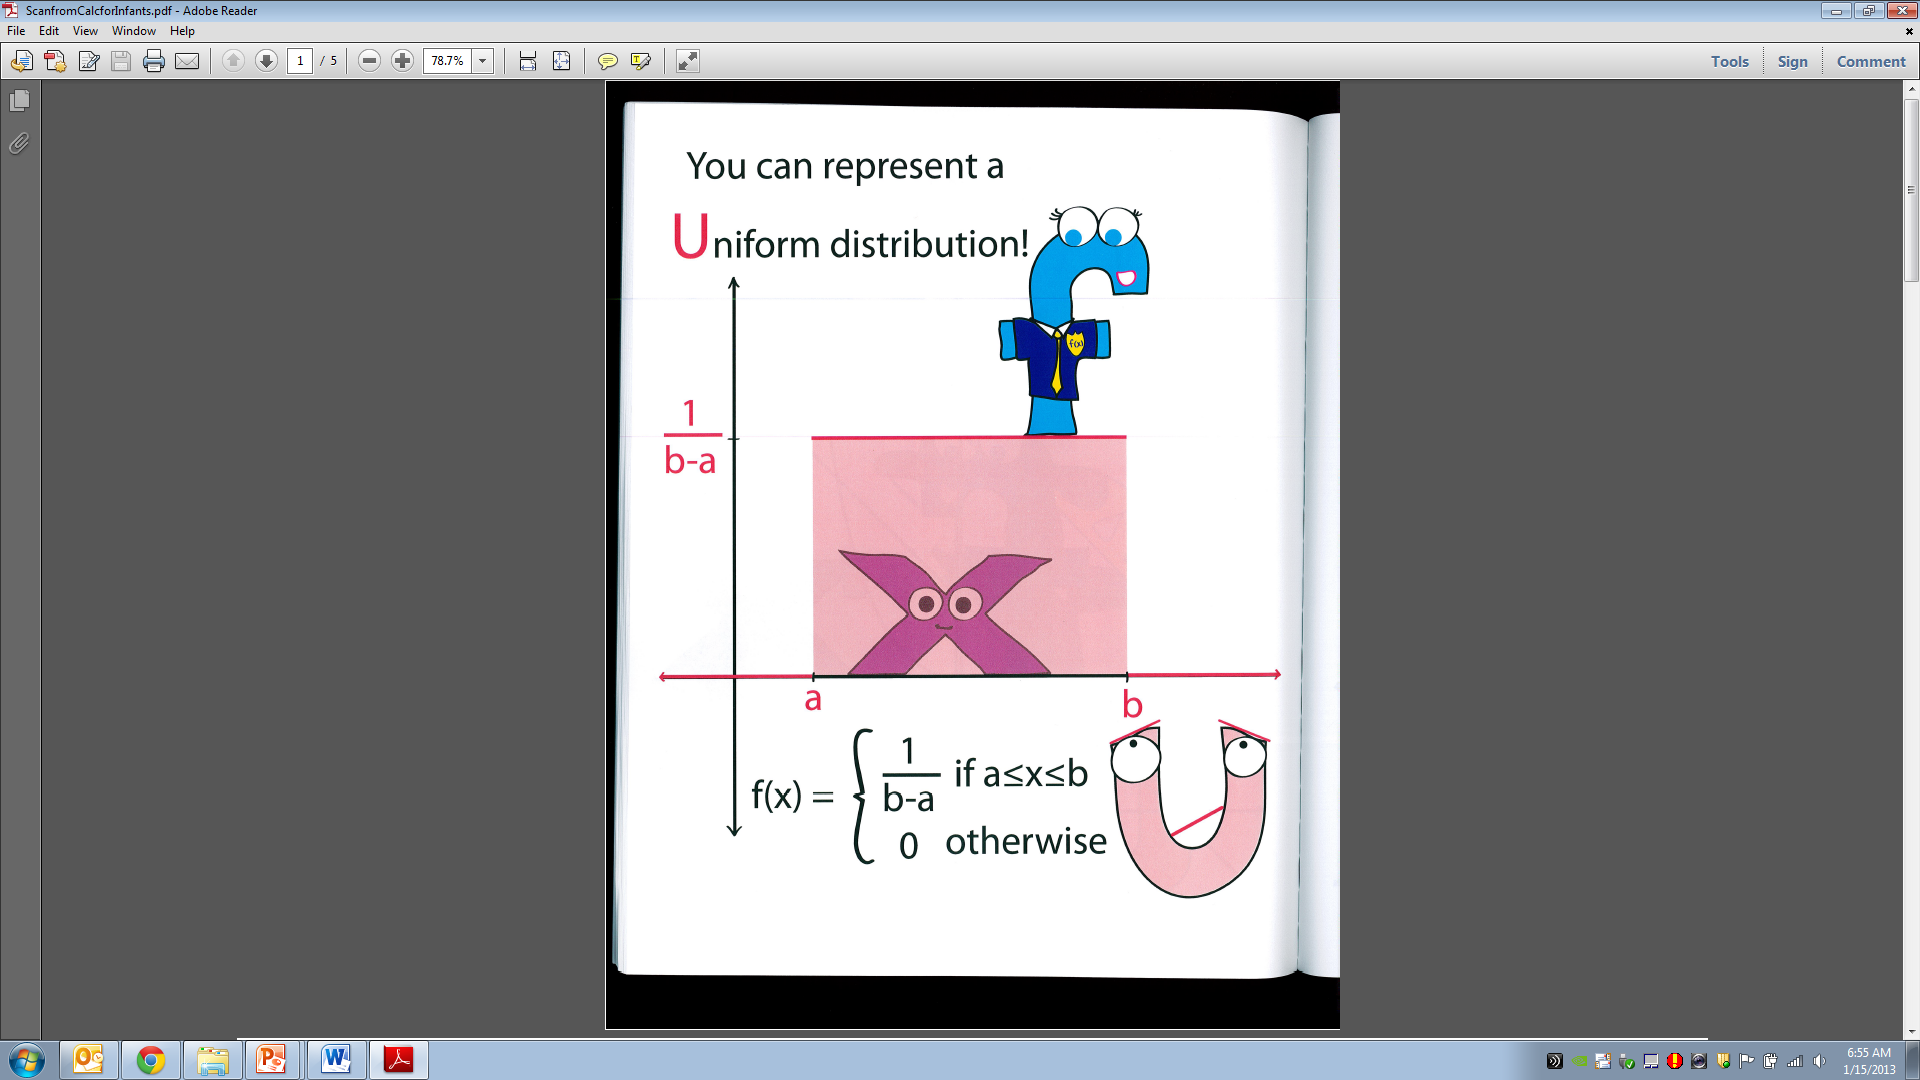 ScanfromCalcforInfants.pdf - Adobe Reader
File Edit View Window Help
1 / 5 78.7% Tools Sign Comment
You can represent a
Uniform distribution!
fou
1
b-a
a b
f(x) = { 1
b-a if a≤x≤b
0 otherwise
6:55 AM
1/15/2013